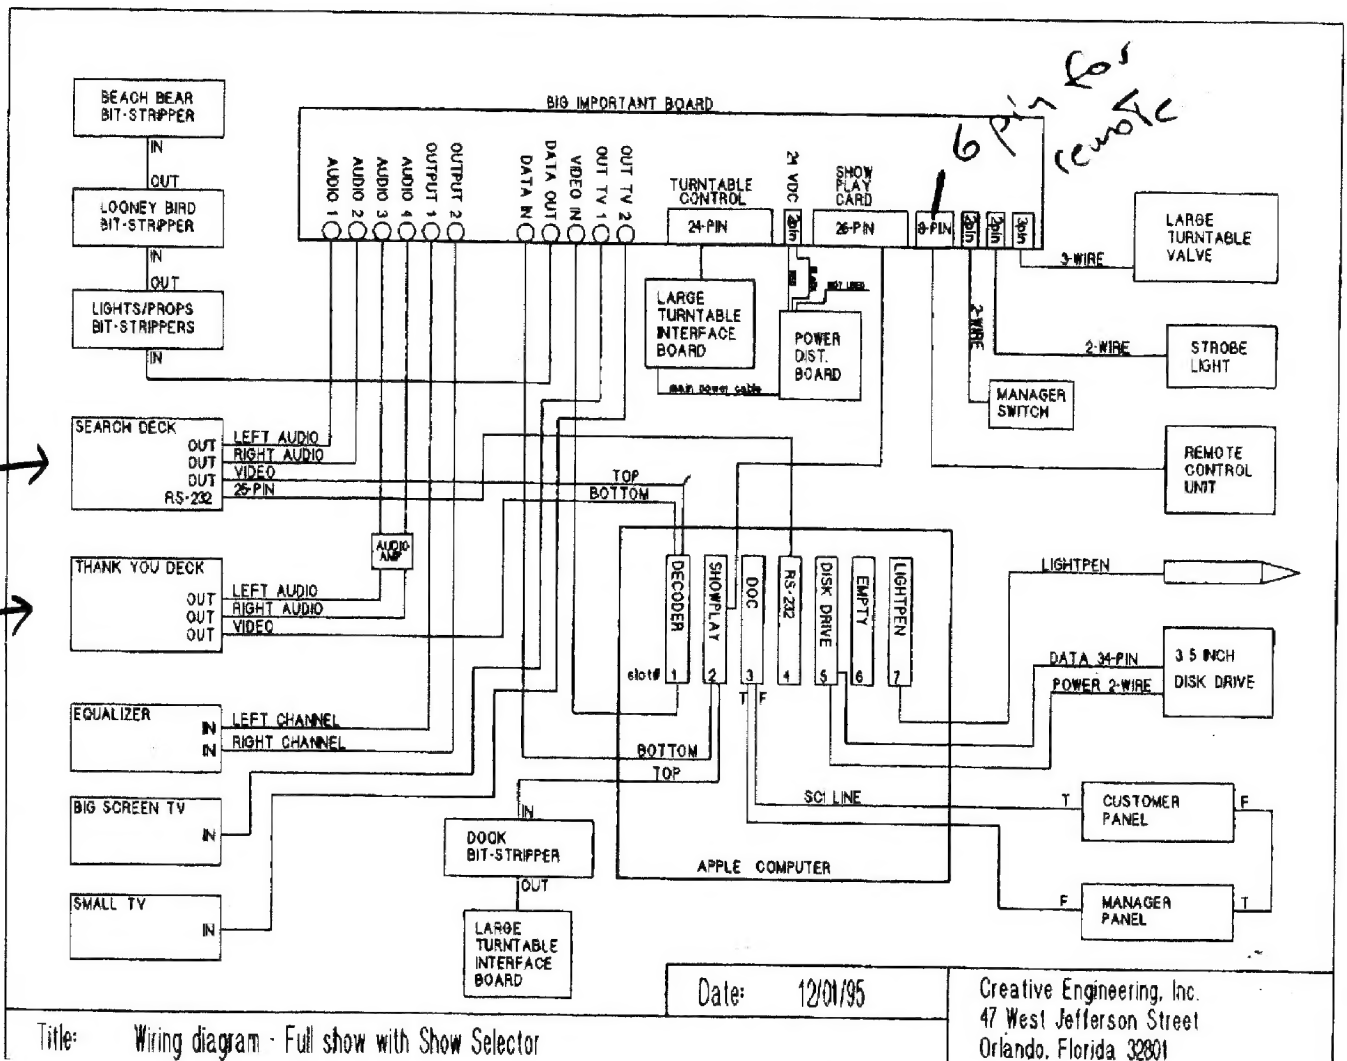 BIG IMPORTANT BOARD
6 pin for
remote
BEACH BEAR
BIT-STRIPPER
IN
OUT
LOONEY BIRD
BIT-STRIPPER
IN
OUT
LIGHTS/PROPS
BIT-STRIPPERS
IN
AUDIO 1
AUDIO 2
AUDIO 3
AUDIO 4
OUTPUT 1
OUTPUT 2
DATA IN
DATA OUT
VIDEO IN
OUT TV 1
OUT TV 2
TURNTABLE
CONTROL
24-PIN
24 VDC
2pin
SHOW
PLAY
CARD
26-PIN
8-PIN
2pin
2pin
3pin
3-WIRE
LARGE
TURNTABLE
VALVE
LARGE
TURNTABLE
INTERFACE
BOARD
RED
BLACK
NOT USED
POWER
DIST.
BOARD
main power cable
2-WIRE
2-WIRE
STROBE
LIGHT
MANAGER
SWITCH
REMOTE
CONTROL
UNIT
SEARCH DECK
OUT
LEFT AUDIO
OUT
RIGHT AUDIO
OUT
VIDEO
RS-232
25-PIN
TOP
BOTTOM
AUDIO
AMP
THANK YOU DECK
OUT
LEFT AUDIO
OUT
RIGHT AUDIO
OUT
VIDEO
DECODER
SHOWPLAY
DOC
RS-232
DISK DRIVE
EMPTY
LIGHTPEN
slot# 1 2 3 4 5 6 7
T F
LIGHTPEN
DATA 34-PIN
POWER 2-WIRE
3.5 INCH
DISK DRIVE
EQUALIZER
IN
LEFT CHANNEL
IN
RIGHT CHANNEL
BOTTOM
TOP
BIG SCREEN TV
IN
SMALL TV
IN
IN
DOOK
BIT-STRIPPER
OUT
LARGE
TURNTABLE
INTERFACE
BOARD
SCI LINE
APPLE COMPUTER
T
CUSTOMER
PANEL
F
F
MANAGER
PANEL
T
Date: 12/01/95
Title: Wiring diagram - Full show with Show Selector
Creative Engineering, Inc.
47 West Jefferson Street
Orlando, Florida 32801